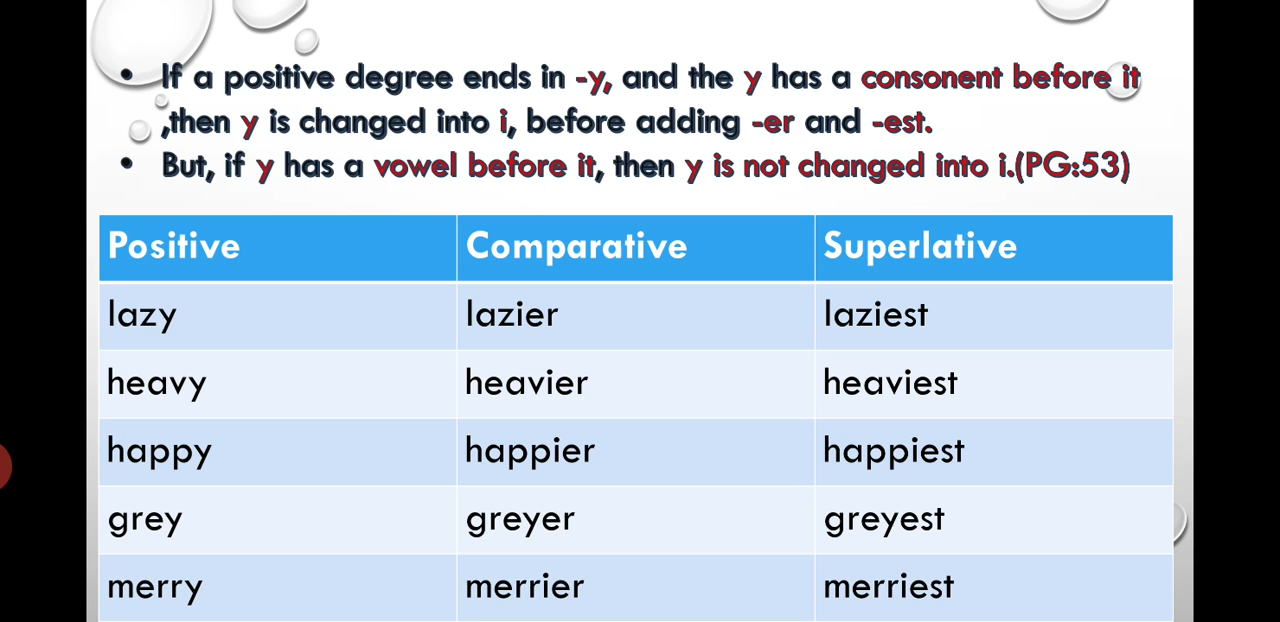 • If a positive degree ends in -y, and the y has a consonent before it
,then y is changed into i, before adding -er and -est.
• But, if y has a vowel before it, then y is not changed into i.(PG:53)
Positive Comparative Superlative
lazy lazier laziest
heavy heavier heaviest
happy happier happiest
grey greyer greyest
merry merrier merriest